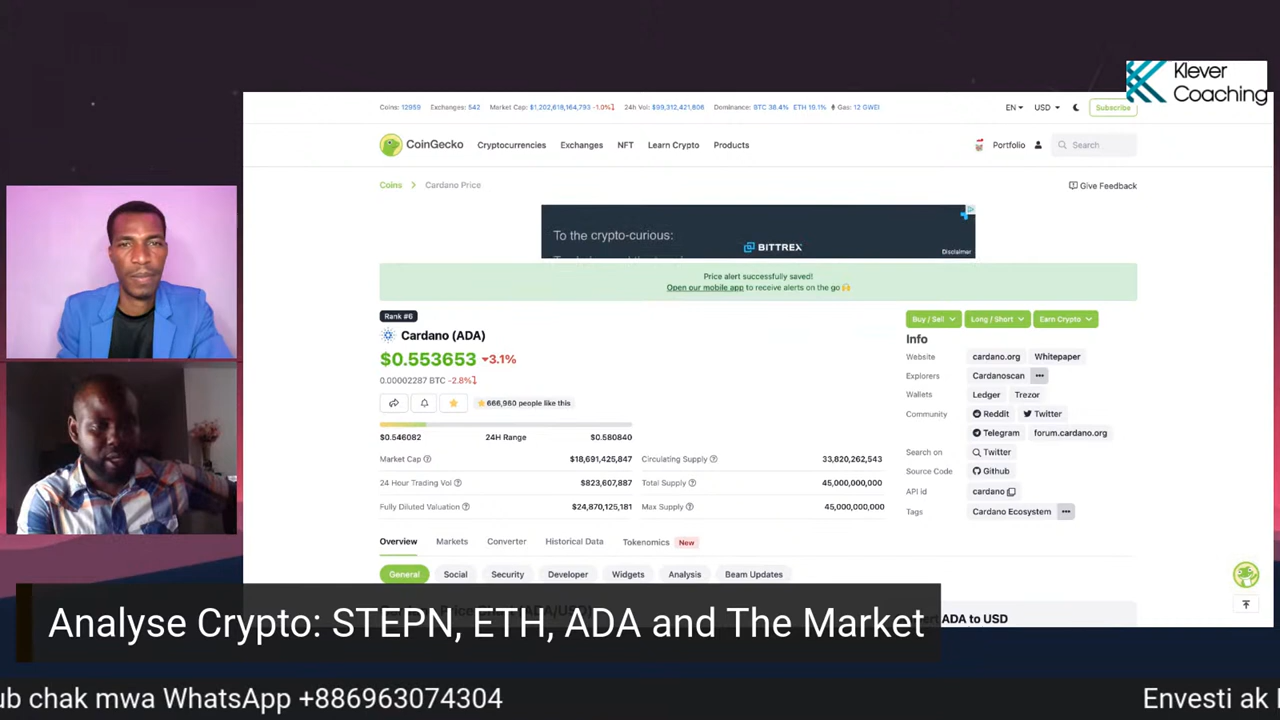 Klever
Coaching
Coins: 12959 Exchanges: 542 Market Cap: $1,202,618,164,793 -1.0% 24h Vol: $99,312,421,606 Dominance: BTC 38.4% ETH 19.1% Gas: 12 GWEI EN USD Subscribe
CoinGecko Cryptocurrencies Exchanges NFT Learn Crypto Products Portfolio Search
Coins > Cardano Price Give Feedback
To the crypto-curious:
BITTREX
Disclaimer
Price alert successfully saved!
Open our mobile app to receive alerts on the go
Rank #6 Buy / Sell Long / Short Earn Crypto
Cardano (ADA)
Info
$0.553653 3.1%
Website cardano.org Whitepaper
0.00002287 BTC -2.8%
Explorers Cardanoscan •••
666,960 people like this
Wallets Ledger Trezor
Community Reddit Twitter
$0.546082 24H Range $0.580840
Telegram forum.cardano.org
Market Cap $18,691,425,847 Circulating Supply 33,820,262,543
Search on Twitter
Source Code Github
24 Hour Trading Vol $823,607,887 Total Supply 45,000,000,000
API id cardano
Fully Diluted Valuation $24,870,125,181 Max Supply 45,000,000,000
Tags Cardano Ecosystem •••
Overview Markets Converter Historical Data Tokenomics New
General Social Security Developer Widgets Analysis Beam Updates
ADA to USD
Analyse Crypto: STEPN, ETH, ADA and The Market
ub chak mwa WhatsApp +886963074304 Envesti ak